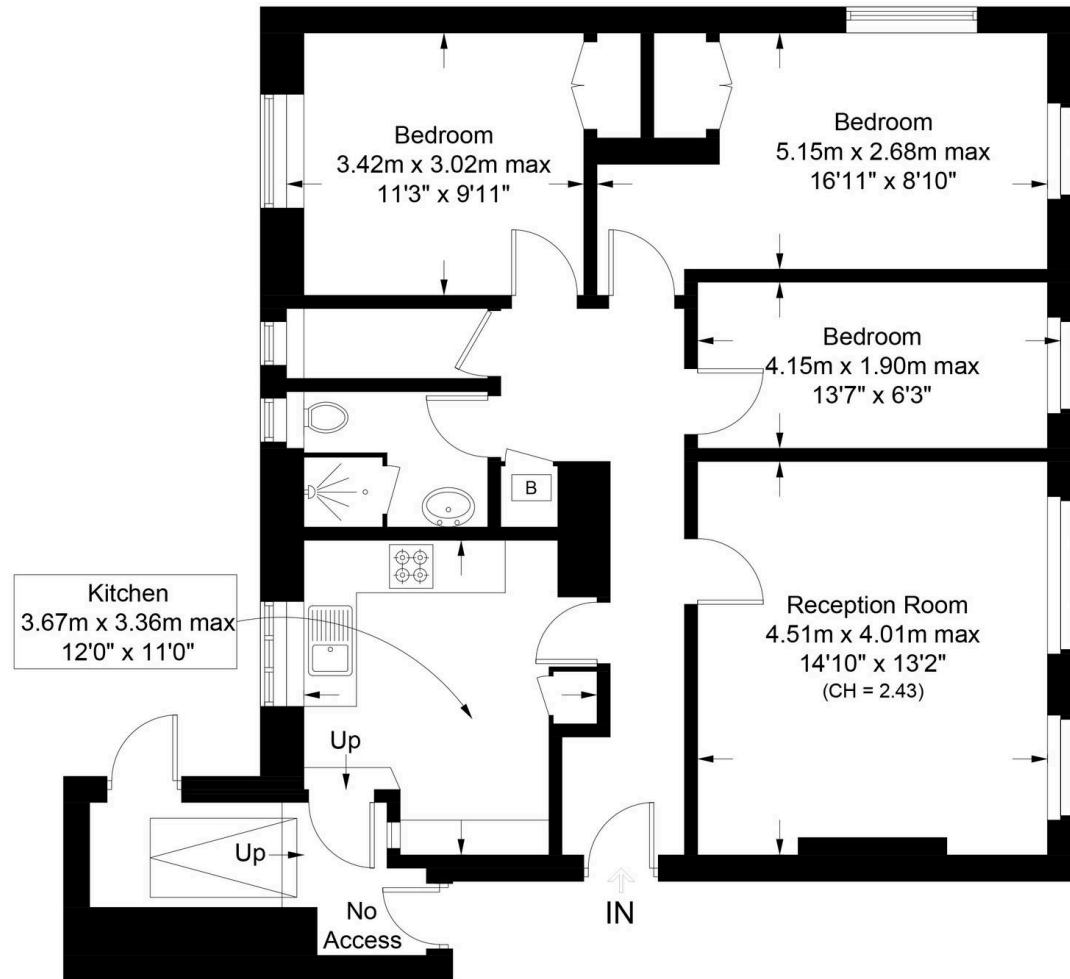 Bedroom
3.42m x 3.02m max
11'3" x 9'11"
Bedroom
5.15m x 2.68m max
16'11" x 8'10"
Bedroom
4.15m x 1.90m max
13'7" x 6'3"
B
Kitchen
3.67m x 3.36m max
12'0" x 11'0"
Reception Room
4.51m x 4.01m max
14'10" x 13'2"
(CH = 2.43)
Up
Up
No
Access
IN